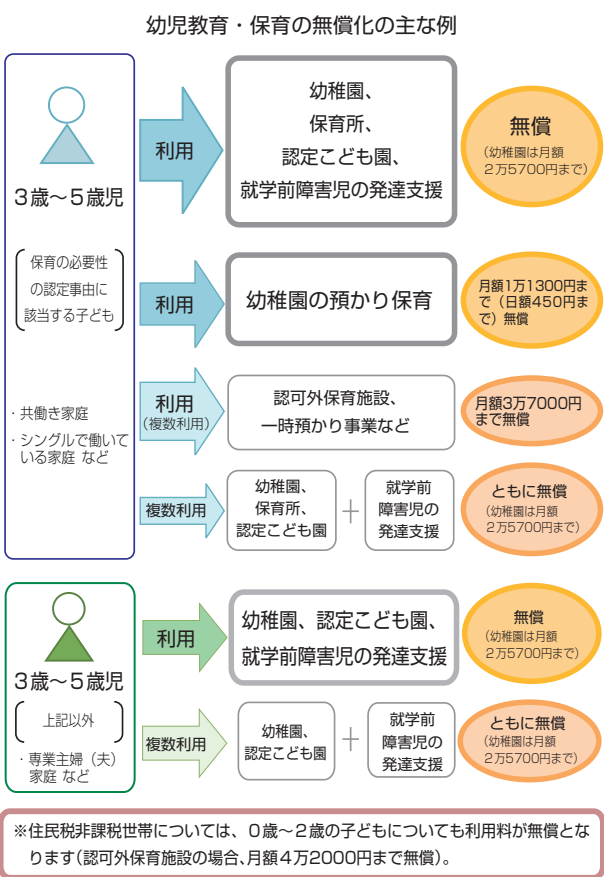 幼児教育・保育の無償化の主な例
3歳~5歳児
保育の必要性
の認定事由に
該当する子ども
・共働き家庭
・シングルで働いて
いる家庭 など
利用
幼稚園、
保育所、
認定こども園、
就学前障害児の発達支援
無償
(幼稚園は月額
2万5700円まで)
利用
幼稚園の預かり保育
月額1万1300円ま
で(日額450円ま
で)無償
利用
(複数利用)
認可外保育施設、
一時預かり事業など
月額3万7000円
まで無償
複数利用
幼稚園、
保育所、
認定こども園
+
就学前
障害児の
発達支援
ともに無償
(幼稚園は月額
2万5700円まで)
3歳~5歳児
上記以外
・専業主婦(夫)
家庭 など
利用
幼稚園、認定こども園、
就学前障害児の発達支援
無償
(幼稚園は月額
2万5700円まで)
複数利用
幼稚園、
認定こども園
+
就学前
障害児の
発達支援
ともに無償
(幼稚園は月額
2万5700円まで)
※住民税非課税世帯については、0歳~2歳の子どもについても利用料が無償とな
ります(認可外保育施設の場合、月額4万2000円まで無償)。